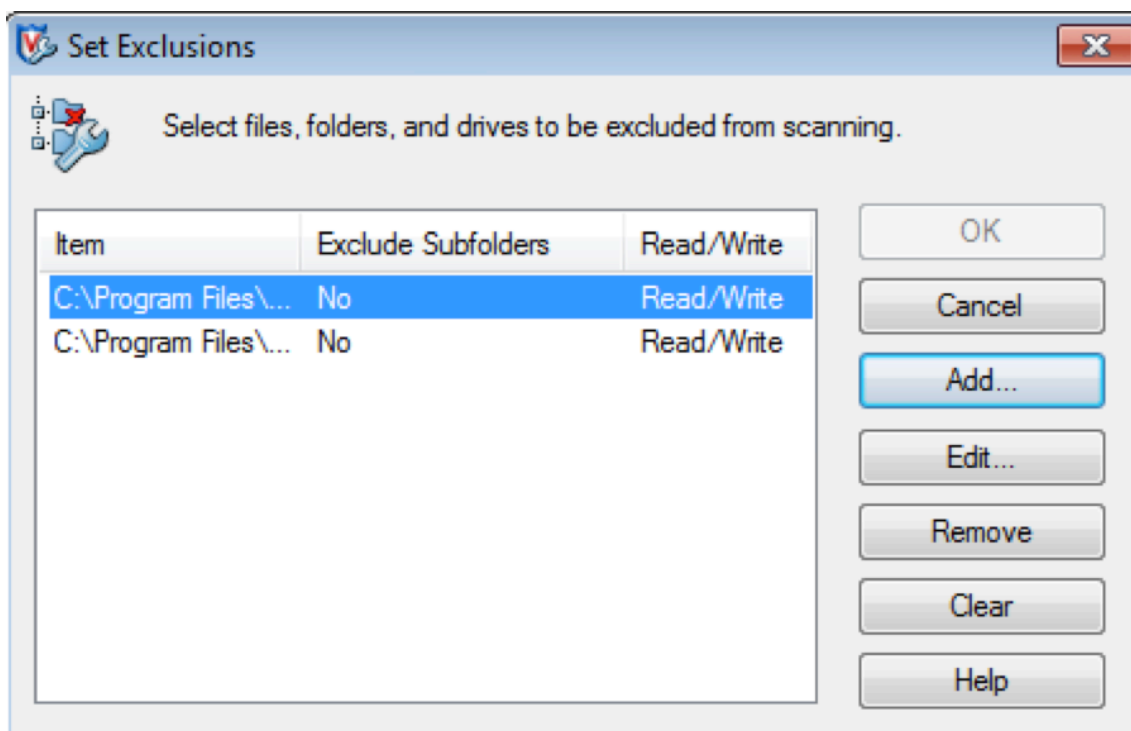 Set Exclusions
Select files, folders, and drives to be excluded from scanning.
Item Exclude Subfolders Read/Write
C:\Program Files\... No Read/Write
C:\Program Files\... No Read/Write
OK
Cancel
Add...
Edit...
Remove
Clear
Help